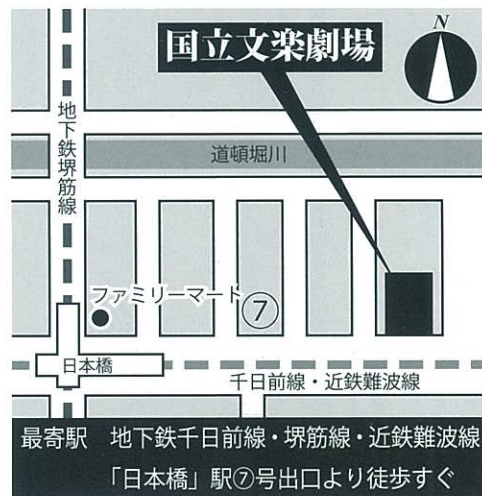 N
国立文楽劇場
地下鉄堺筋線
道頓堀川
ファミリーマート
⑦
日本橋
千日前線・近鉄難波線
最寄駅　地下鉄千日前線・堺筋線・近鉄難波線
「日本橋」駅⑦号出口より徒歩すぐ